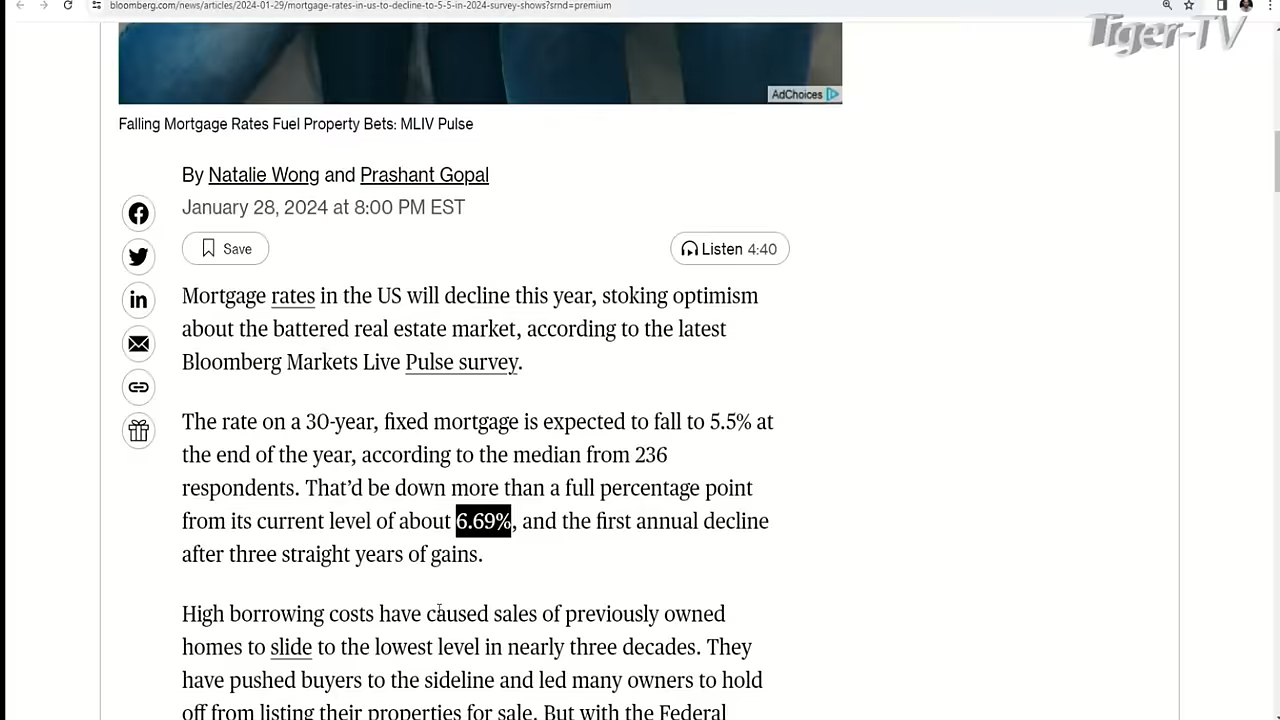 bloomberg.com/news/articles/2024-01-29/mortgage-rates-in-us-to-decline-to-5-5-in-2024-survey-shows?srnd=premium
Tiger-TV
AdChoices
Falling Mortgage Rates Fuel Property Bets: MLIV Pulse
By Natalie Wong and Prashant Gopal
January 28, 2024 at 8:00 PM EST
Save
Listen 4:40
Mortgage rates in the US will decline this year, stoking optimism
about the battered real estate market, according to the latest
Bloomberg Markets Live Pulse survey.
The rate on a 30-year, fixed mortgage is expected to fall to 5.5% at
the end of the year, according to the median from 236
respondents. That’d be down more than a full percentage point
from its current level of about 6.69%, and the first annual decline
after three straight years of gains.
High borrowing costs have caused sales of previously owned
homes to slide to the lowest level in nearly three decades. They
have pushed buyers to the sideline and led many owners to hold
off from listing their properties for sale. But with the Federal